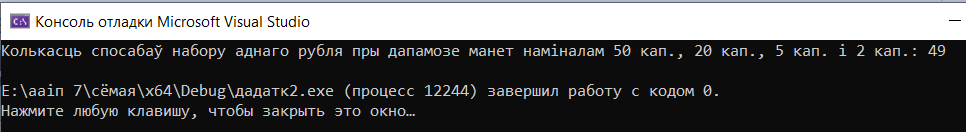 Консоль отладки Microsoft Visual Studio
Колькасць спосабаў набору аднаго рубля пры дапамозе манет наміналам 50 кап., 20 кап., 5 кап. і 2 кап.: 49
E:\ааіп 7\сёмая\x64\Debug\дадатк2.exe (процесс 12244) завершил работу с кодом 0.
Нажмите любую клавишу, чтобы закрыть это окно…